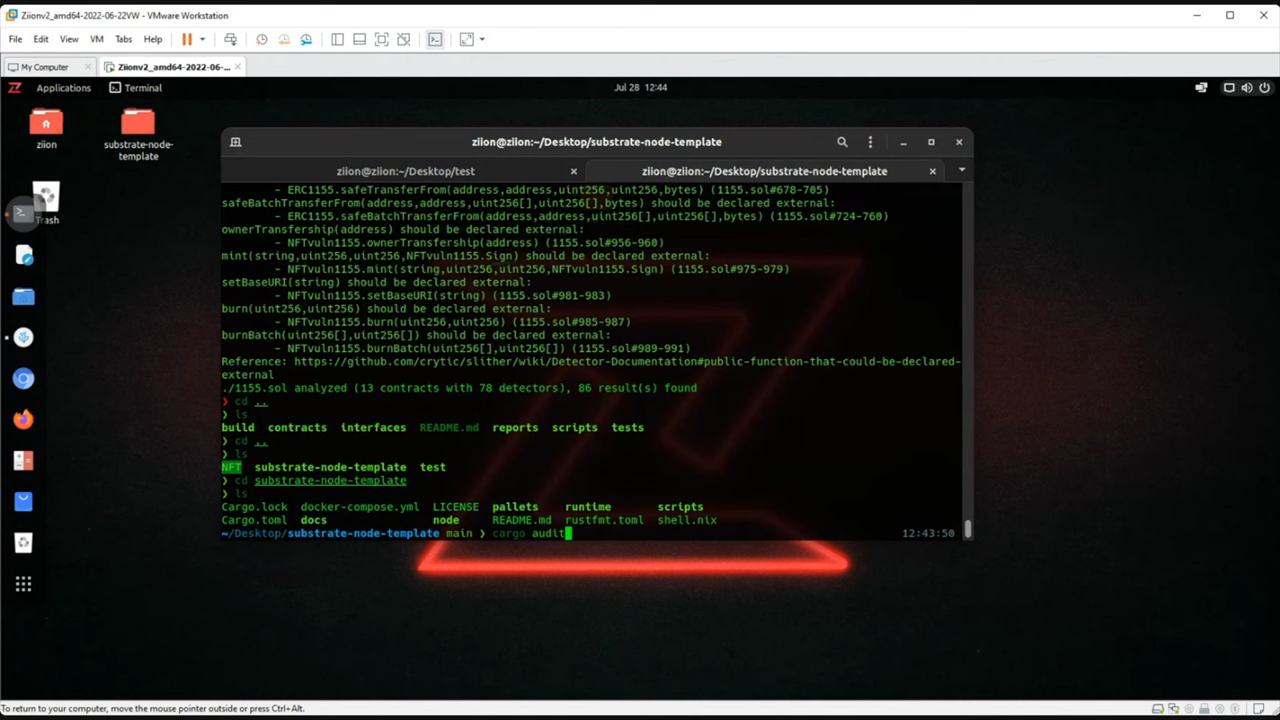 Ziionv2_amd64-2022-06-22VW - VMware Workstation
File Edit View VM Tabs Help
My Computer Ziionv2_amd64-2022-06-...
Applications Terminal Jul 28 12:44
ziion
substrate-node-template
Trash
ziion@ziion:~/Desktop/substrate-node-template
ziion@ziion:~/Desktop/test ziion@ziion:~/Desktop/substrate-node-template
- ERC1155.safeTransferFrom(address,address,uint256,uint256,bytes) (1155.sol#678-705)
safeBatchTransferFrom(address,address,uint256[],uint256[],bytes) should be declared external:
- ERC1155.safeBatchTransferFrom(address,address,uint256[],uint256[],bytes) (1155.sol#724-760)
ownerTransfership(address) should be declared external:
- NFTvuln1155.ownerTransfership(address) (1155.sol#956-960)
mint(string,uint256,uint256,NFTvuln1155.Sign) should be declared external:
- NFTvuln1155.mint(string,uint256,uint256,NFTvuln1155.Sign) (1155.sol#975-979)
setBaseURI(string) should be declared external:
- NFTvuln1155.setBaseURI(string) (1155.sol#981-983)
burn(uint256,uint256) should be declared external:
- NFTvuln1155.burn(uint256,uint256) (1155.sol#985-987)
burnBatch(uint256[],uint256[]) should be declared external:
- NFTvuln1155.burnBatch(uint256[],uint256[]) (1155.sol#989-991)
Reference: https://github.com/crytic/slither/wiki/Detector-Documentation#public-function-that-could-be-declared-
external
./1155.sol analyzed (13 contracts with 78 detectors), 86 result(s) found
❯ cd ..
❯ ls
build contracts interfaces README.md reports scripts tests
❯ cd ..
❯ ls
NFT substrate-node-template test
❯ cd substrate-node-template
❯ ls
Cargo.lock docker-compose.yml LICENSE pallets runtime scripts
Cargo.toml docs node README.md rustfmt.toml shell.nix
~/Desktop/substrate-node-template main ❯ cargo audit 12:43:50
To return to your computer, move the mouse pointer outside or press Ctrl+Alt.